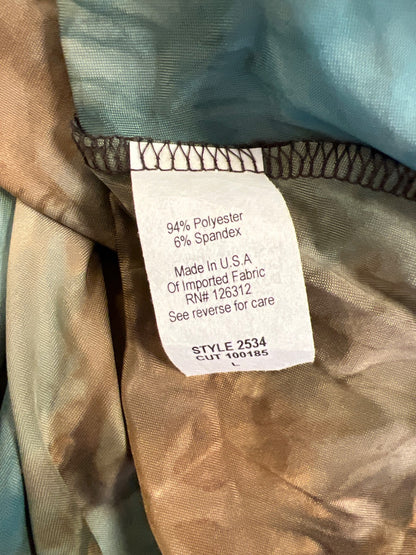 94% Polyester
6% Spandex
Made In U.S.A
Of Imported Fabric
RN# 126312
See reverse for care
STYLE 2534
CUT 100185
L